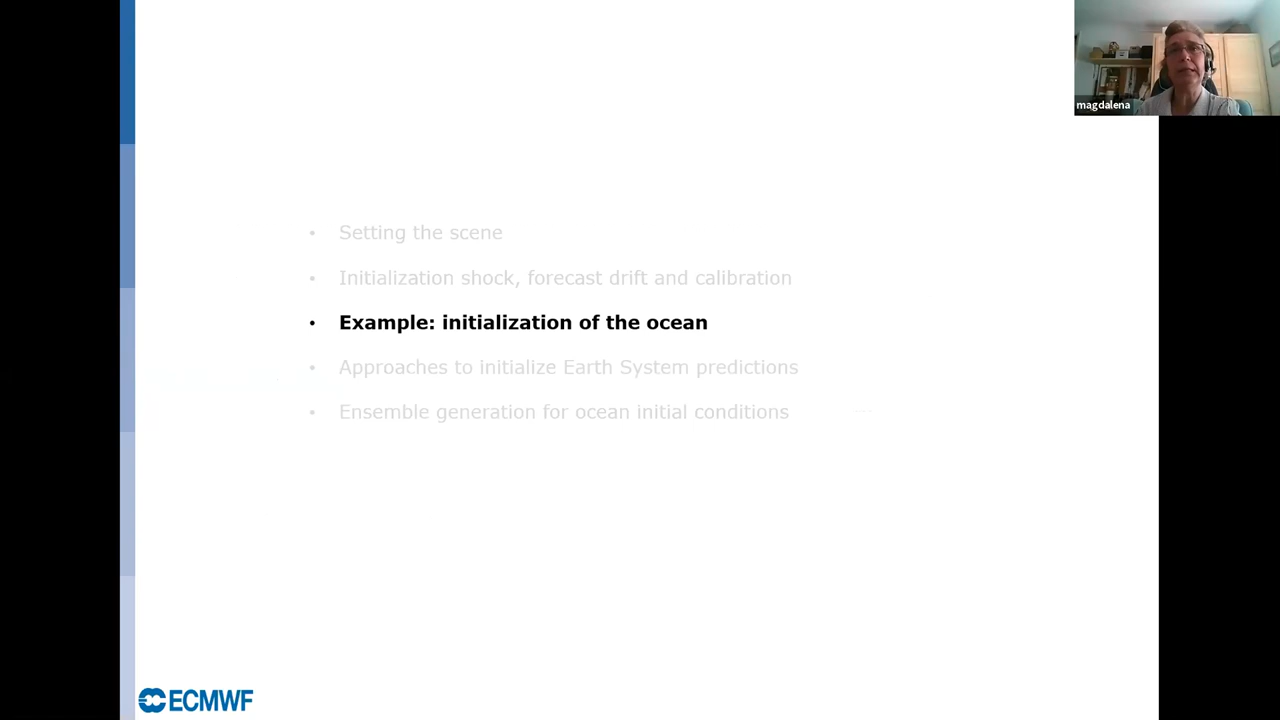 magdalena
• Setting the scene
• Initialization shock, forecast drift and calibration
• Example: initialization of the ocean
• Approaches to initialize Earth System predictions
• Ensemble generation for ocean initial conditions
ECMWF